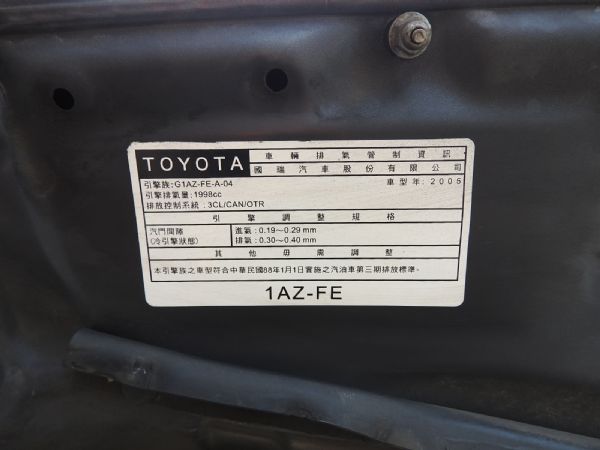 TOYOTA 車輛排氣管制資訊
國瑞汽車股份有限公司
引擎族:G1AZ-FE-A-04 車型年:2005
引擎排氣量:1998cc
排放控制系統:3CL/CAN/OTR
引擎調整規格
汽門間隙 進氣:0.19~0.29 mm
(冷引擎狀態) 排氣:0.30~0.40 mm
其他毋需調整
本引擎族之車型符合中華民國88年1月1日實施之汽油車第三期排放標準。
1AZ-FE